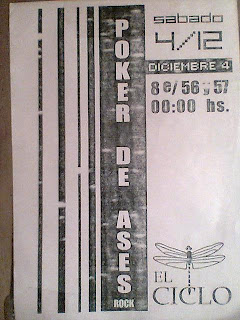 POKER DE ASES
ROCK
sabado
4/12
DICIEMBRE 4
8 e/ 56 y 57
00:00 hs.
EL
CICLO